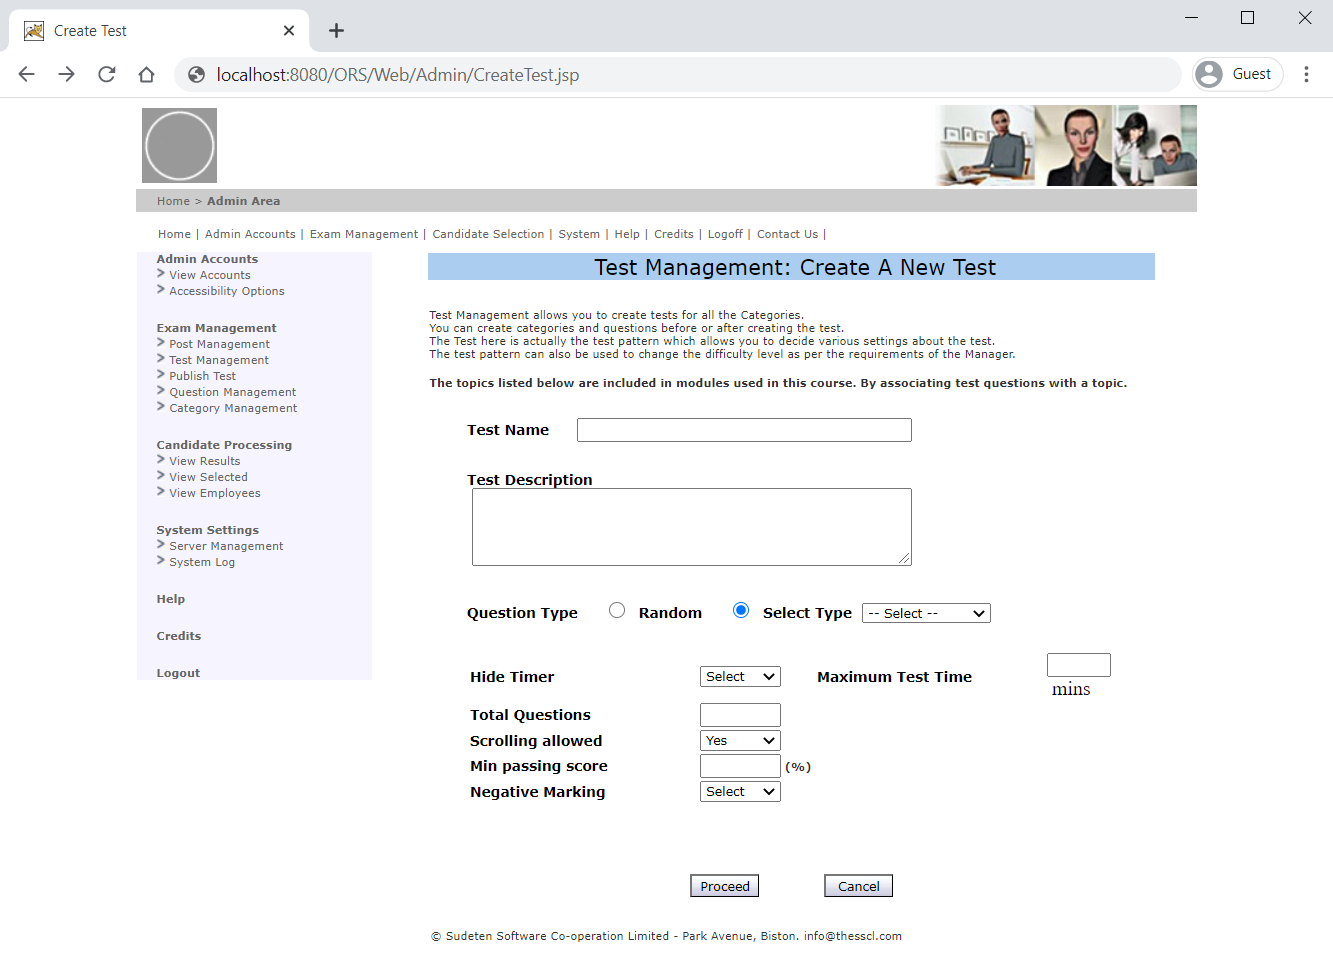 Create Test
localhost:8080/ORS/Web/Admin/CreateTest.jsp
Guest
Home > Admin Area
Home | Admin Accounts | Exam Management | Candidate Selection | System | Help | Credits | Logoff | Contact Us |
Admin Accounts
View Accounts
Accessibility Options
Exam Management
Post Management
Test Management
Publish Test
Question Management
Category Management
Candidate Processing
View Results
View Selected
View Employees
System Settings
Server Management
System Log
Help
Credits
Logout
Test Management: Create A New Test
Test Management allows you to create tests for all the Categories.
You can create categories and questions before or after creating the test.
The Test here is actually the test pattern which allows you to decide various settings about the test.
The test pattern can also be used to change the difficulty level as per the requirements of the Manager.
The topics listed below are included in modules used in this course. By associating test questions with a topic.
Test Name
Test Description
Question Type Random Select Type -- Select --
Hide Timer Select Maximum Test Time mins
Total Questions
Scrolling allowed Yes
Min passing score (%)
Negative Marking Select
Proceed Cancel
© Sudeten Software Co-operation Limited - Park Avenue, Biston. info@thesscl.com